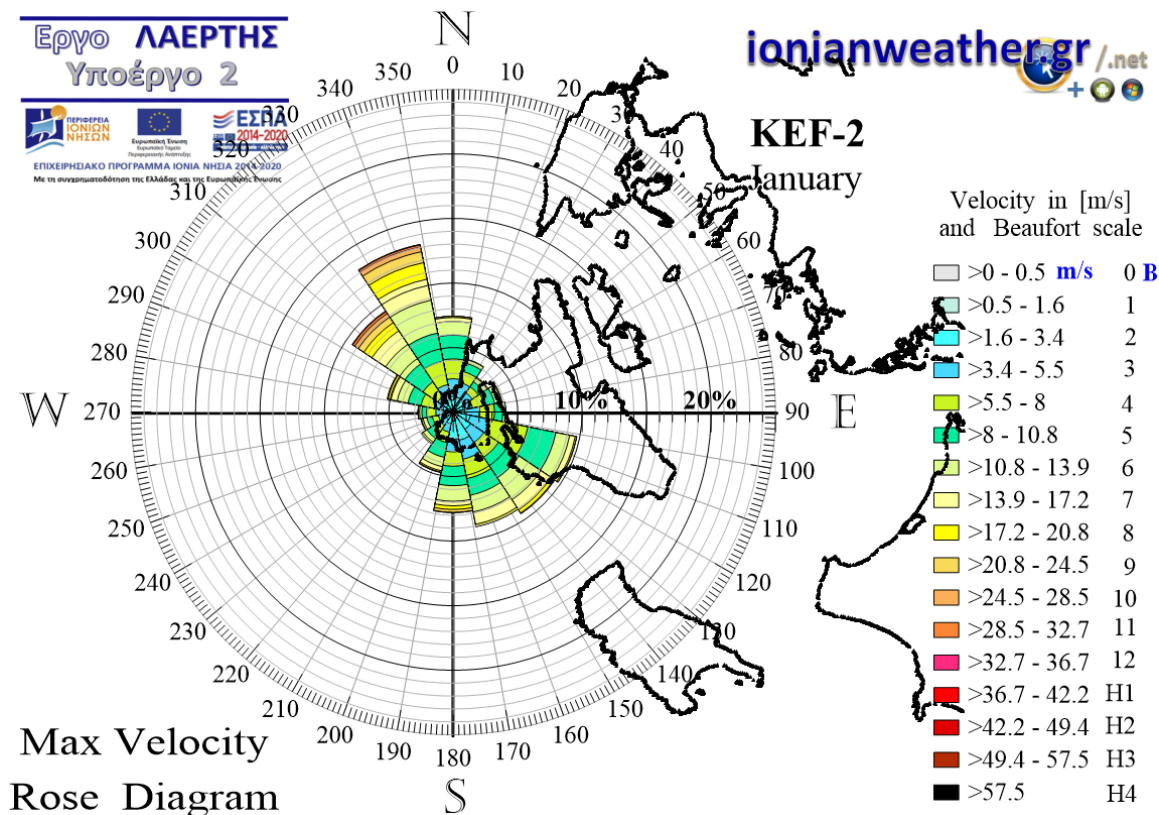 Εργο ΛΑΕΡΤΗΣ
Υποέργο 2
ΠΕΡΙΦΕΡΕΙΑ
ΙΟΝΙΩΝ
ΝΗΣΩΝ
Ευρωπαϊκή Ένωση
Ευρωπαϊκό Ταμείο
Περιφερειακής Ανάπτυξης
ΕΣΠΑ
2014-2020
ΕΠΙΧΕΙΡΗΣΙΑΚΟ ΠΡΟΓΡΑΜΜΑ ΙΟΝΙΑ ΝΗΣΙΑ 2014-2020
Με τη συγχρηματοδότηση της Ελλάδας και της Ευρωπαϊκής Ένωσης
ionianweather.gr /.net
KEF-2
January
N
0
10
20
30
40
50
60
70
80
90
E
100
110
120
130
140
150
160
170
180
S
190
200
210
220
230
240
250
260
270
W
280
290
300
310
320
330
340
350
0%
10%
20%
Velocity in [m/s]
and Beaufort scale
>0 - 0.5 m/s 0 B
>0.5 - 1.6 1
>1.6 - 3.4 2
>3.4 - 5.5 3
>5.5 - 8 4
>8 - 10.8 5
>10.8 - 13.9 6
>13.9 - 17.2 7
>17.2 - 20.8 8
>20.8 - 24.5 9
>24.5 - 28.5 10
>28.5 - 32.7 11
>32.7 - 36.7 12
>36.7 - 42.2 H1
>42.2 - 49.4 H2
>49.4 - 57.5 H3
>57.5 H4
Max Velocity
Rose Diagram